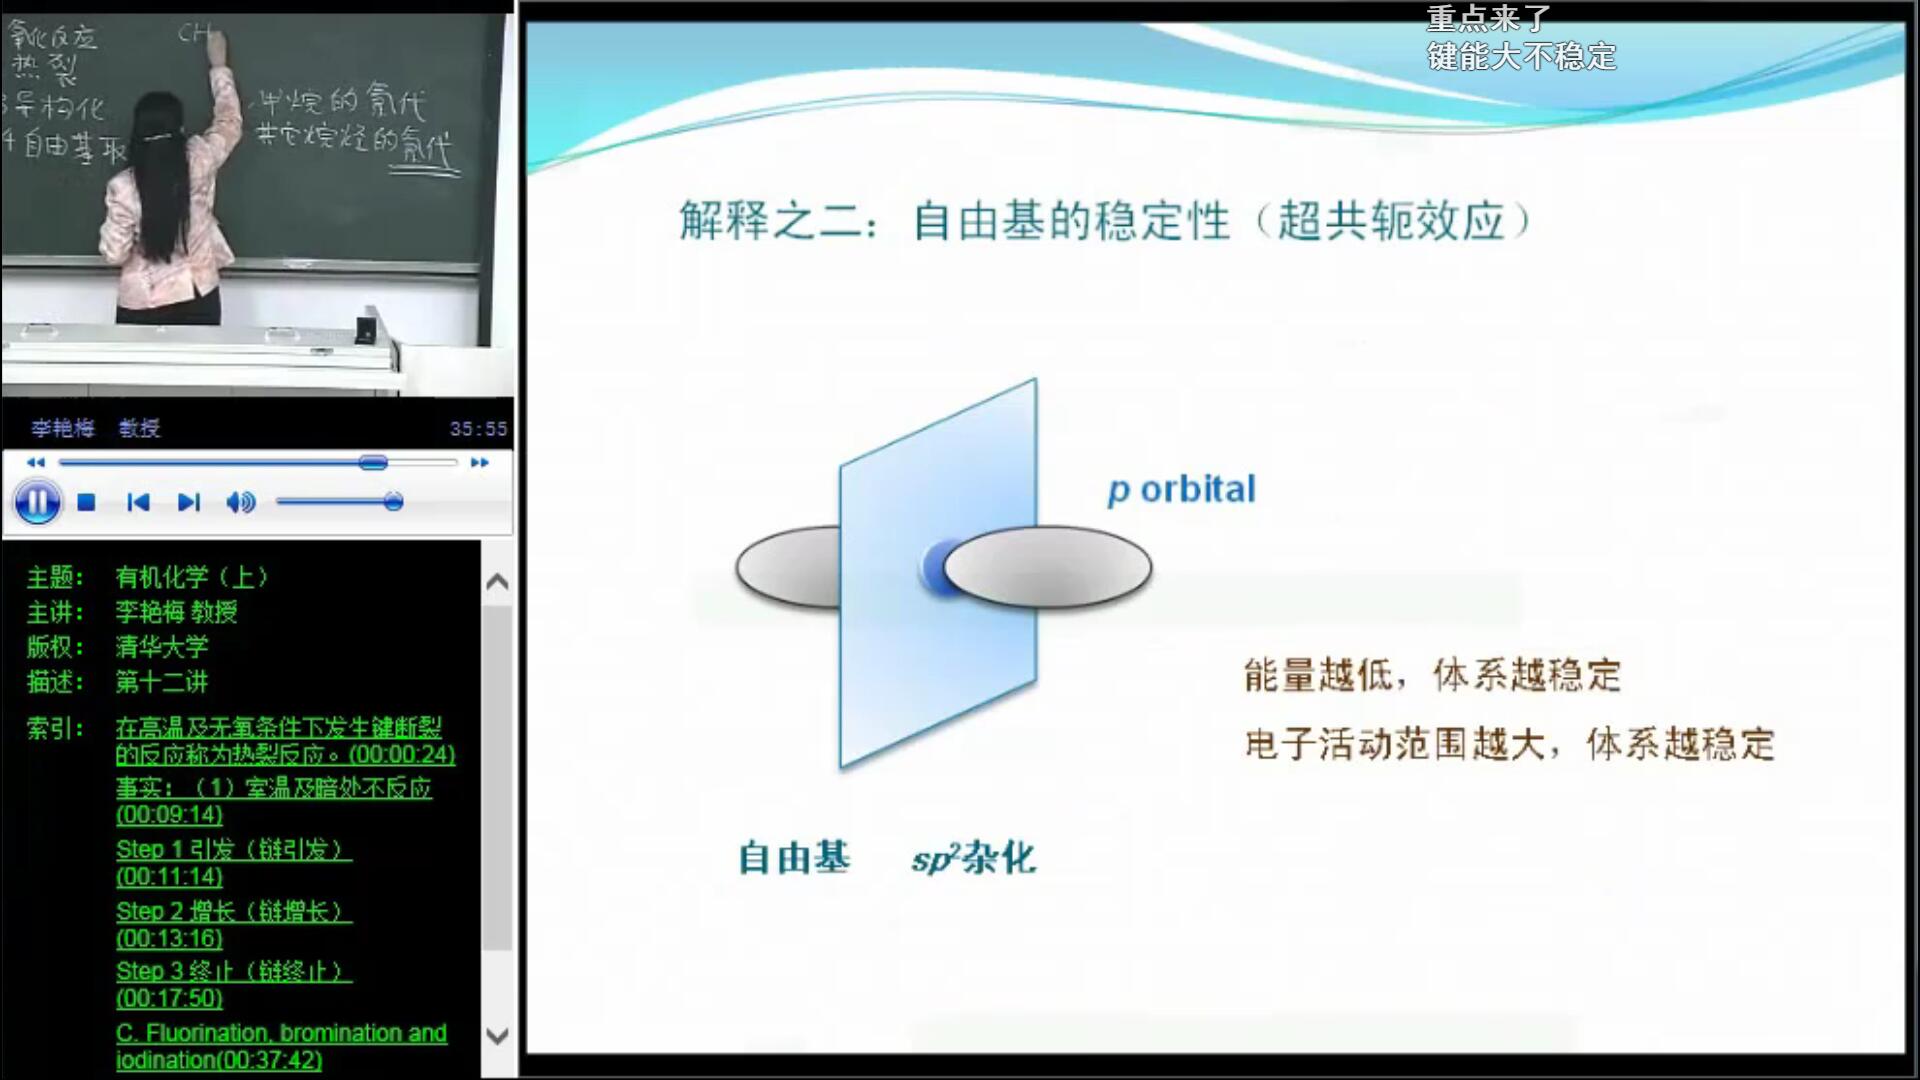 重点来了
键能大不稳定
氧化反应
热裂
异构化
自由基取
CH
甲烷的氯代
其它烷烃的氯代
李艳梅 教授 35:55
主题： 有机化学（上）
主讲： 李艳梅 教授
版权： 清华大学
描述： 第十二讲
索引： 在高温及无氧条件下发生键断裂
的反应称为热裂反应。(00:00:24)
事实：（1）室温及暗处不反应
(00:09:14)
Step 1 引发（链引发）
(00:11:14)
Step 2 增长（链增长）
(00:13:16)
Step 3 终止（链终止）
(00:17:50)
C. Fluorination, bromination and
iodination(00:37:42)
解释之二：自由基的稳定性（超共轭效应）
p orbital
能量越低，体系越稳定
电子活动范围越大，体系越稳定
自由基 sp²杂化